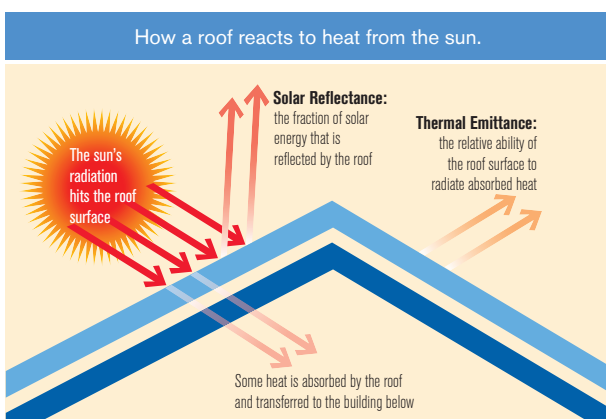 How a roof reacts to heat from the sun.
Solar Reflectance:
the fraction of solar
energy that is
reflected by the roof
Thermal Emittance:
the relative ability of
the roof surface to
radiate absorbed heat
The sun's
radiation
hits the roof
surface
Some heat is absorbed by the roof
and transferred to the building below